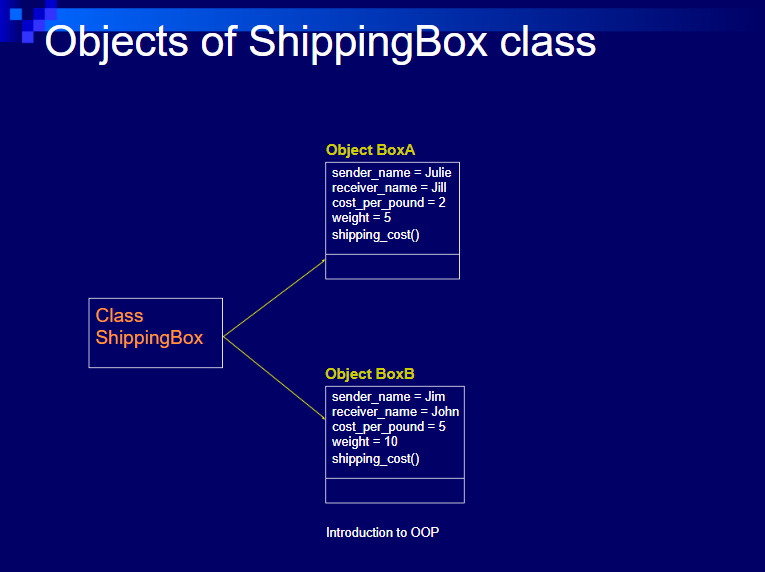 Objects of ShippingBox class
Object BoxA
sender_name = Julie
receiver_name = Jill
cost_per_pound = 2
weight = 5
shipping_cost()
Class
ShippingBox
Object BoxB
sender_name = Jim
receiver_name = John
cost_per_pound = 5
weight = 10
shipping_cost()
Introduction to OOP